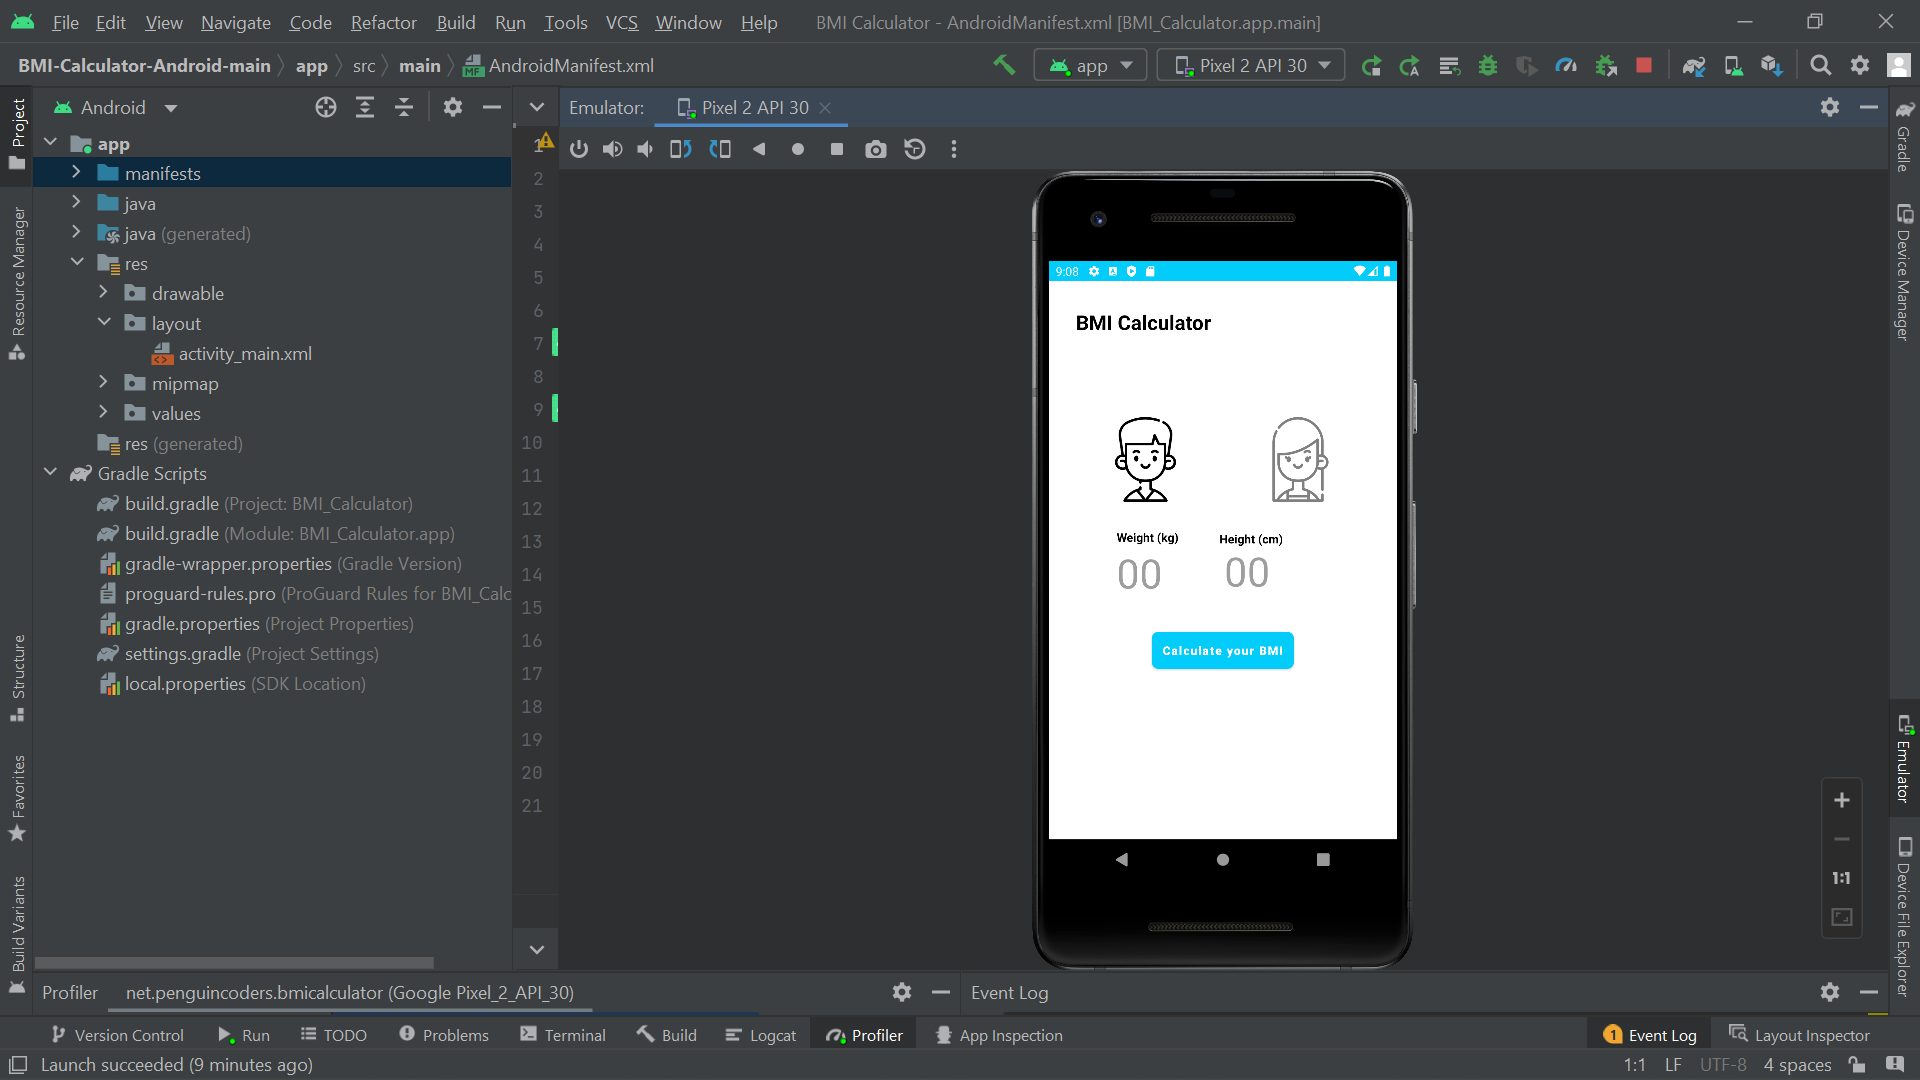 File Edit View Navigate Code Refactor Build Run Tools VCS Window Help BMI Calculator - AndroidManifest.xml [BMI_Calculator.app.main]
BMI-Calculator-Android-main app src main AndroidManifest.xml app Pixel 2 API 30
Project
Resource Manager
Structure
Favorites
Build Variants
Android
app
manifests
java
java (generated)
res
drawable
layout
activity_main.xml
mipmap
values
res (generated)
Gradle Scripts
build.gradle (Project: BMI_Calculator)
build.gradle (Module: BMI_Calculator.app)
gradle-wrapper.properties (Gradle Version)
proguard-rules.pro (ProGuard Rules for BMI_Calc
gradle.properties (Project Properties)
settings.gradle (Project Settings)
local.properties (SDK Location)
1
2
3
4
5
6
7
8
9
10
11
12
13
14
15
16
17
18
19
20
21
Emulator: Pixel 2 API 30
9:08
BMI Calculator
Weight (kg) Height (cm)
00 00
Calculate your BMI
1:1
Gradle
Device Manager
Emulator
Device File Explorer
Profiler net.penguincoders.bmicalculator (Google Pixel_2_API_30) Event Log
Version Control Run TODO Problems Terminal Build Logcat Profiler App Inspection 1 Event Log Layout Inspector
Launch succeeded (9 minutes ago) 1:1 LF UTF-8 4 spaces